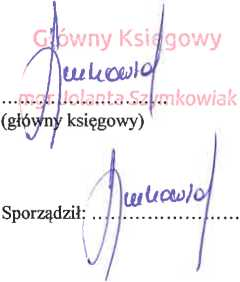 Główny Księgowy
mgr Jolanta Szymkowiak
(główny księgowy)
Sporządził: